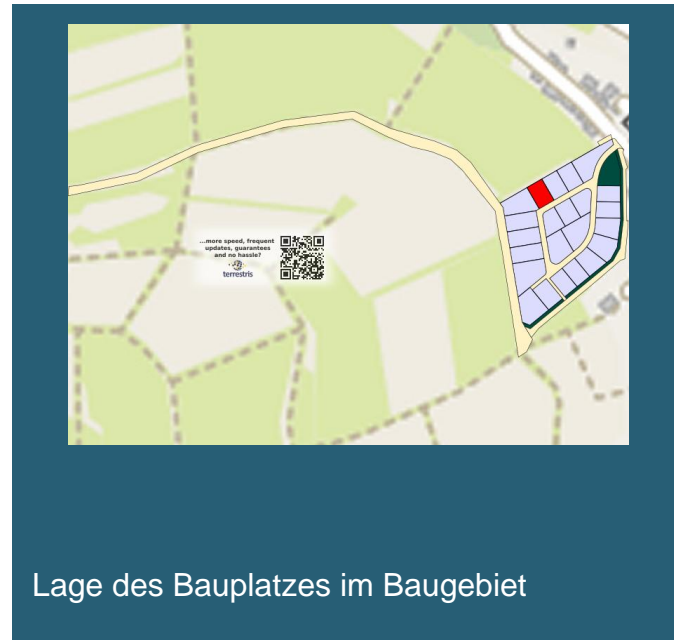 ...more speed, frequent
updates, guarantees
and no hassle?
terrestris
Lage des Bauplatzes im Baugebiet